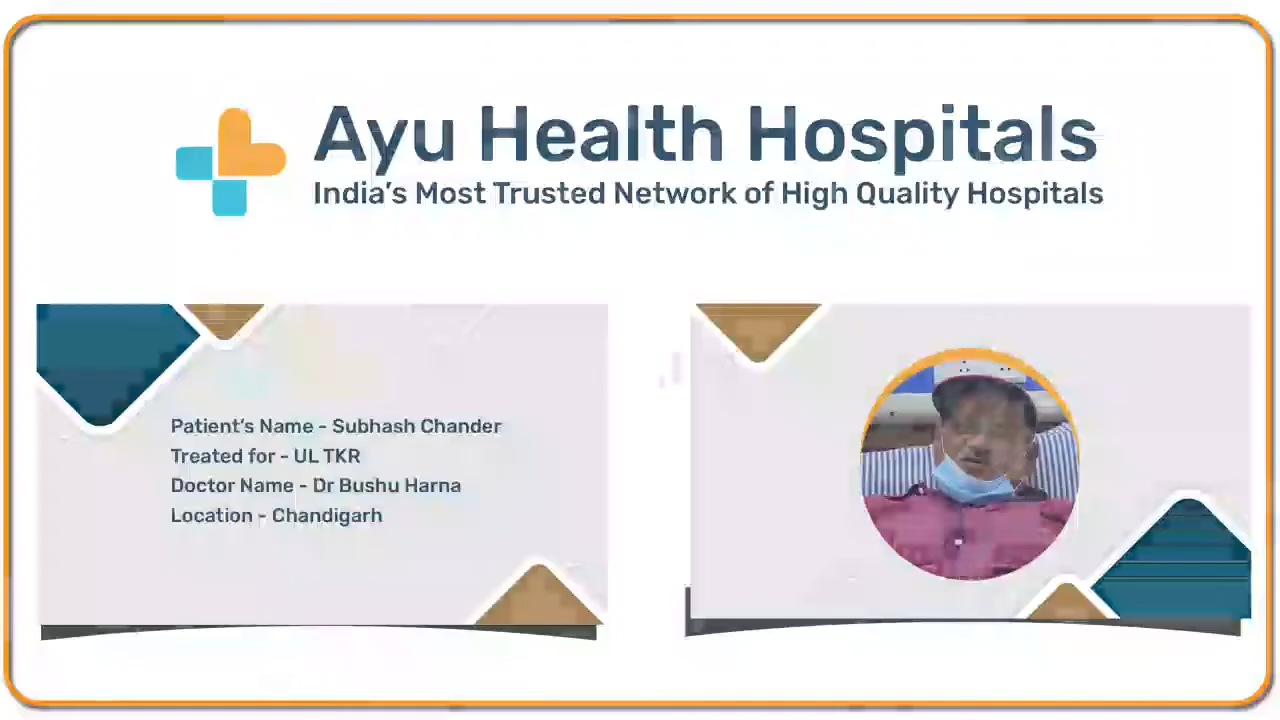 Ayu Health Hospitals
India's Most Trusted Network of High Quality Hospitals
Patient's Name - Subhash Chander
Treated for - UL TKR
Doctor Name - Dr Bushu Harna
Location - Chandigarh